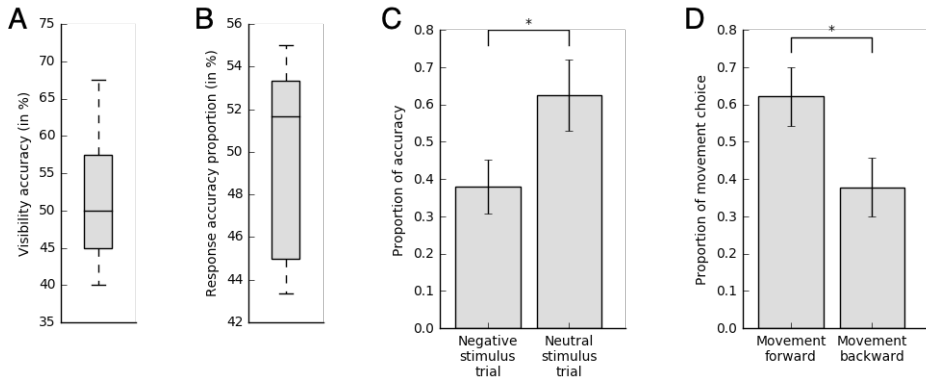 A
Visibility accuracy (in %)
75
70
65
60
55
50
45
40
35
B
Response accuracy proportion (in %)
56
54
52
50
48
46
44
42
C
Proportion of accuracy
0.8
0.7
0.6
0.5
0.4
0.3
0.2
0.1
0.0
*
Negative
stimulus
trial
Neutral
stimulus
trial
D
Proportion of movement choice
0.8
0.7
0.6
0.5
0.4
0.3
0.2
0.1
0.0
*
Movement
forward
Movement
backward